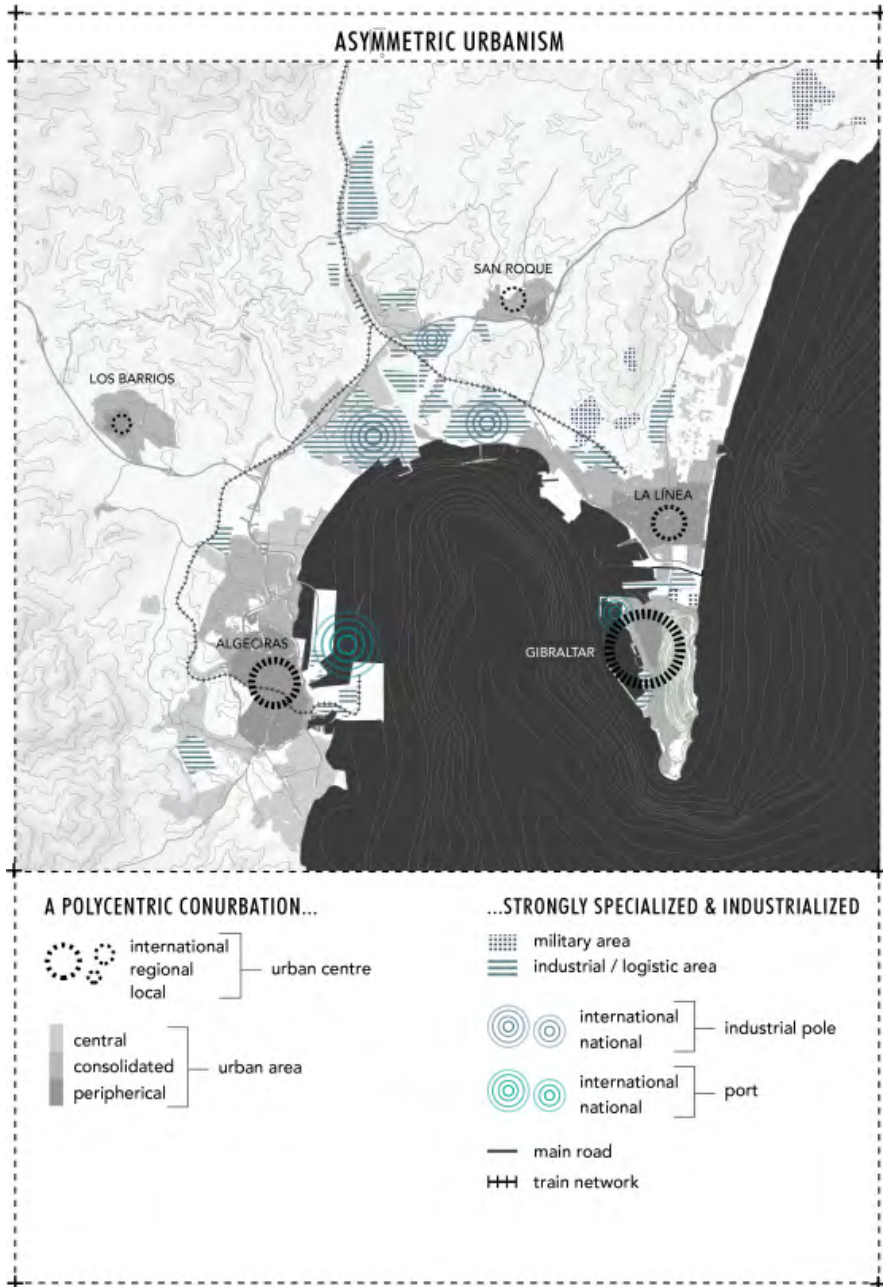 ASYMMETRIC URBANISM
SAN ROQUE
LOS BARRIOS
LA LÍNEA
ALGECIRAS
GIBRALTAR
A POLYCENTRIC CONURBATION...
international
regional
local
urban centre
central
consolidated
peripherical
urban area
...STRONGLY SPECIALIZED & INDUSTRIALIZED
military area
industrial / logistic area
international
national
industrial pole
international
national
port
main road
train network